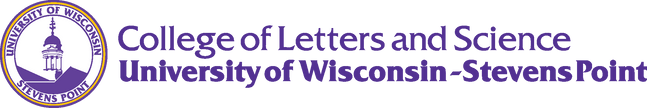 UNIVERSITY OF WISCONSIN
STEVENS POINT
College of Letters and Science
University of Wisconsin-Stevens Point